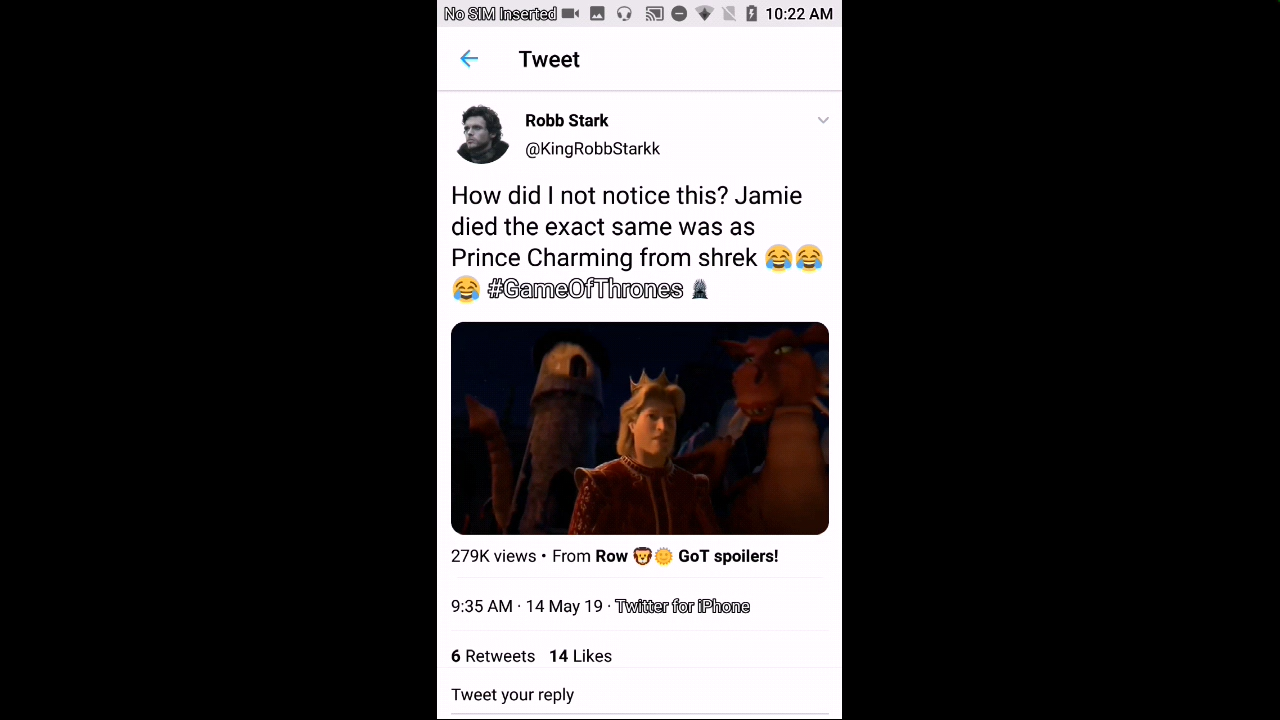 No SIM Inserted 10:22 AM
Tweet
Robb Stark
@KingRobbStarkk
How did I not notice this? Jamie
died the exact same was as
Prince Charming from shrek 😂😂
😂 #GameOfThrones
279K views • From Row 🦁🌞 GoT spoilers!
9:35 AM · 14 May 19 · Twitter for iPhone
6 Retweets 14 Likes
Tweet your reply